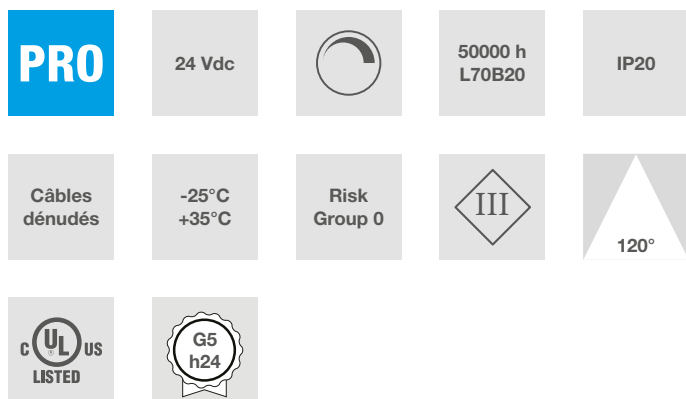 PRO
24 Vdc
50000 h
L70B20
IP20
Câbles
dénudés
-25°C
+35°C
Risk
Group 0
III
120°
C UL® US
LISTED
G5
h24